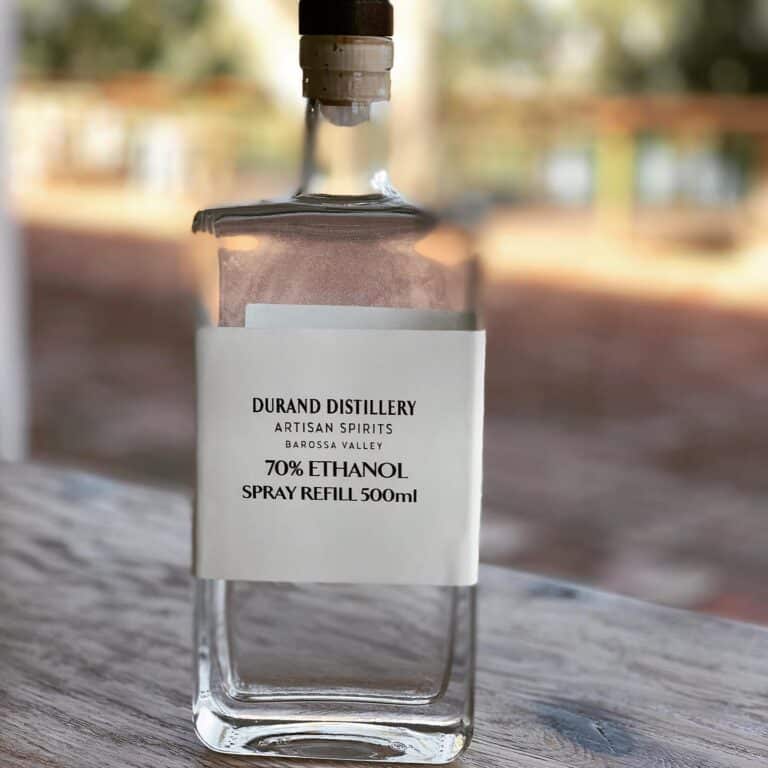 DURAND DISTILLERY
ARTISAN SPIRITS
BAROSSA VALLEY
70% ETHANOL
SPRAY REFILL 500ml